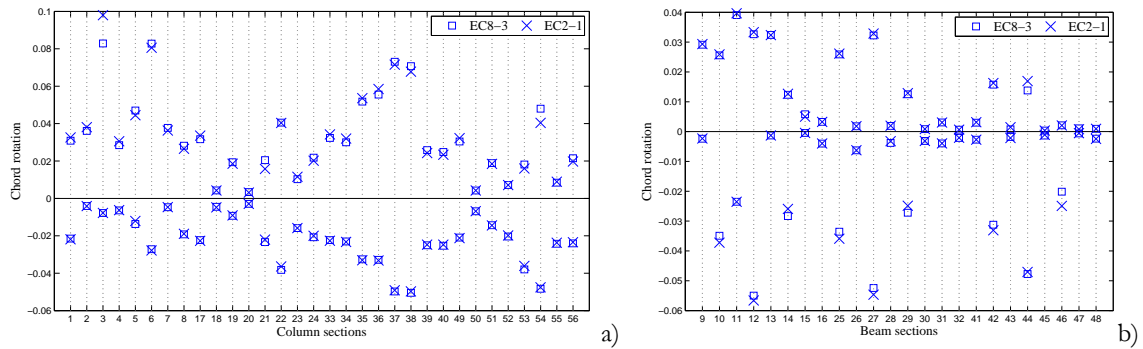 EC8−3 EC2−1
0.1
0.08
0.06
0.04
0.02
0
−0.02
−0.04
−0.06
Chord rotation
1 2 3 4 5 6 7 8 17 18 19 20 21 22 23 24 33 34 35 36 37 38 39 40 49 50 51 52 53 54 55 56
Column sections
a)
EC8−3 EC2−1
0.04
0.03
0.02
0.01
0
−0.01
−0.02
−0.03
−0.04
−0.05
−0.06
Chord rotation
9 10 11 12 13 14 15 16 25 26 27 28 29 30 31 32 41 42 43 44 45 46 47 48
Beam sections
b)